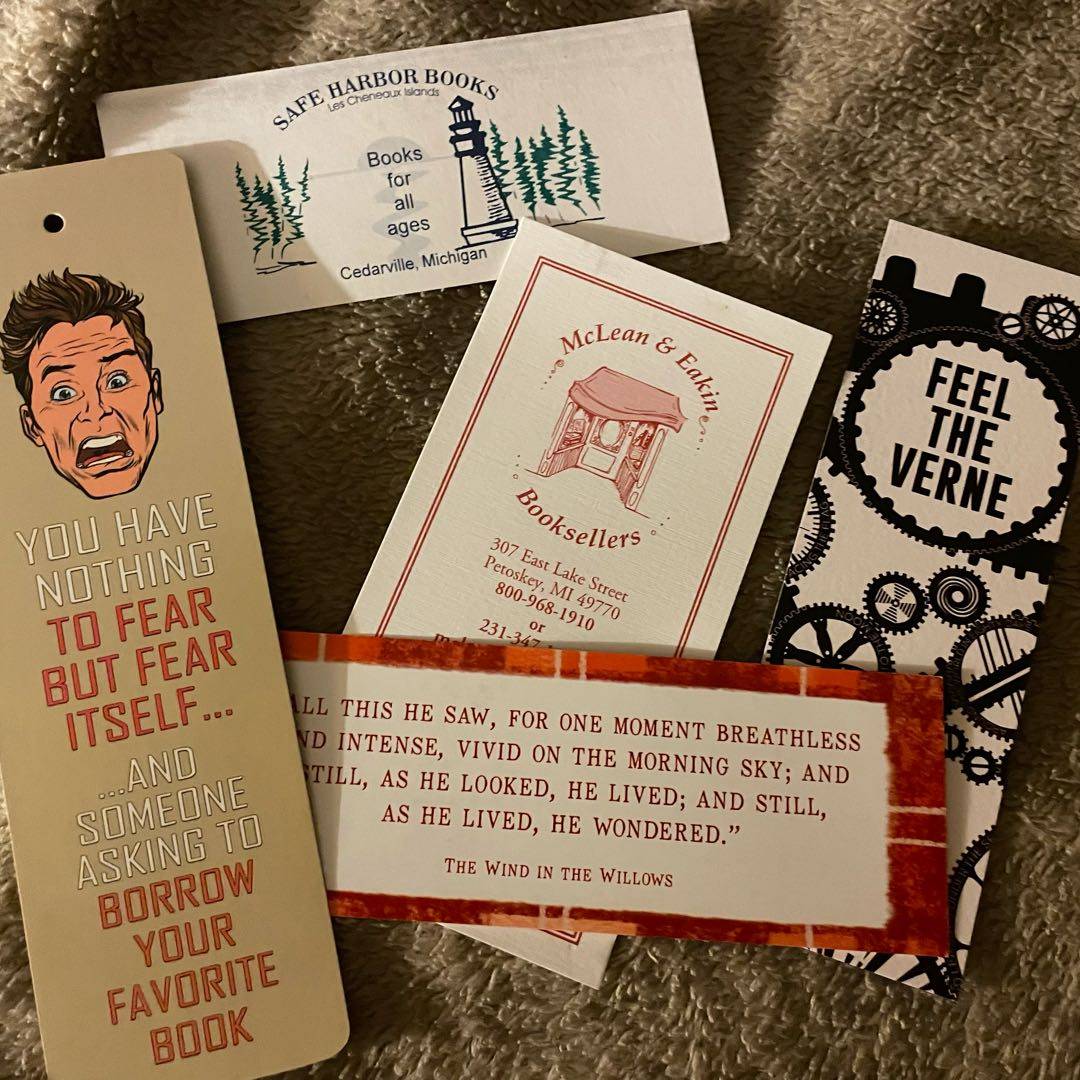 SAFE HARBOR BOOKS
Les Cheneaux Islands
Books
for
all
ages
Cedarville, Michigan
YOU HAVE
NOTHING
TO FEAR
BUT FEAR
ITSELF...
...AND
SOMEONE
ASKING TO
BORROW
YOUR
FAVORITE
BOOK
McLean & Eakin
Booksellers
307 East Lake Street
Petoskey, MI 49770
800-968-1910
or
231-347
FEEL
THE
VERNE
ALL THIS HE SAW, FOR ONE MOMENT BREATHLESS
ND INTENSE, VIVID ON THE MORNING SKY; AND
STILL, AS HE LOOKED, HE LIVED; AND STILL,
AS HE LIVED, HE WONDERED.”
THE WIND IN THE WILLOWS